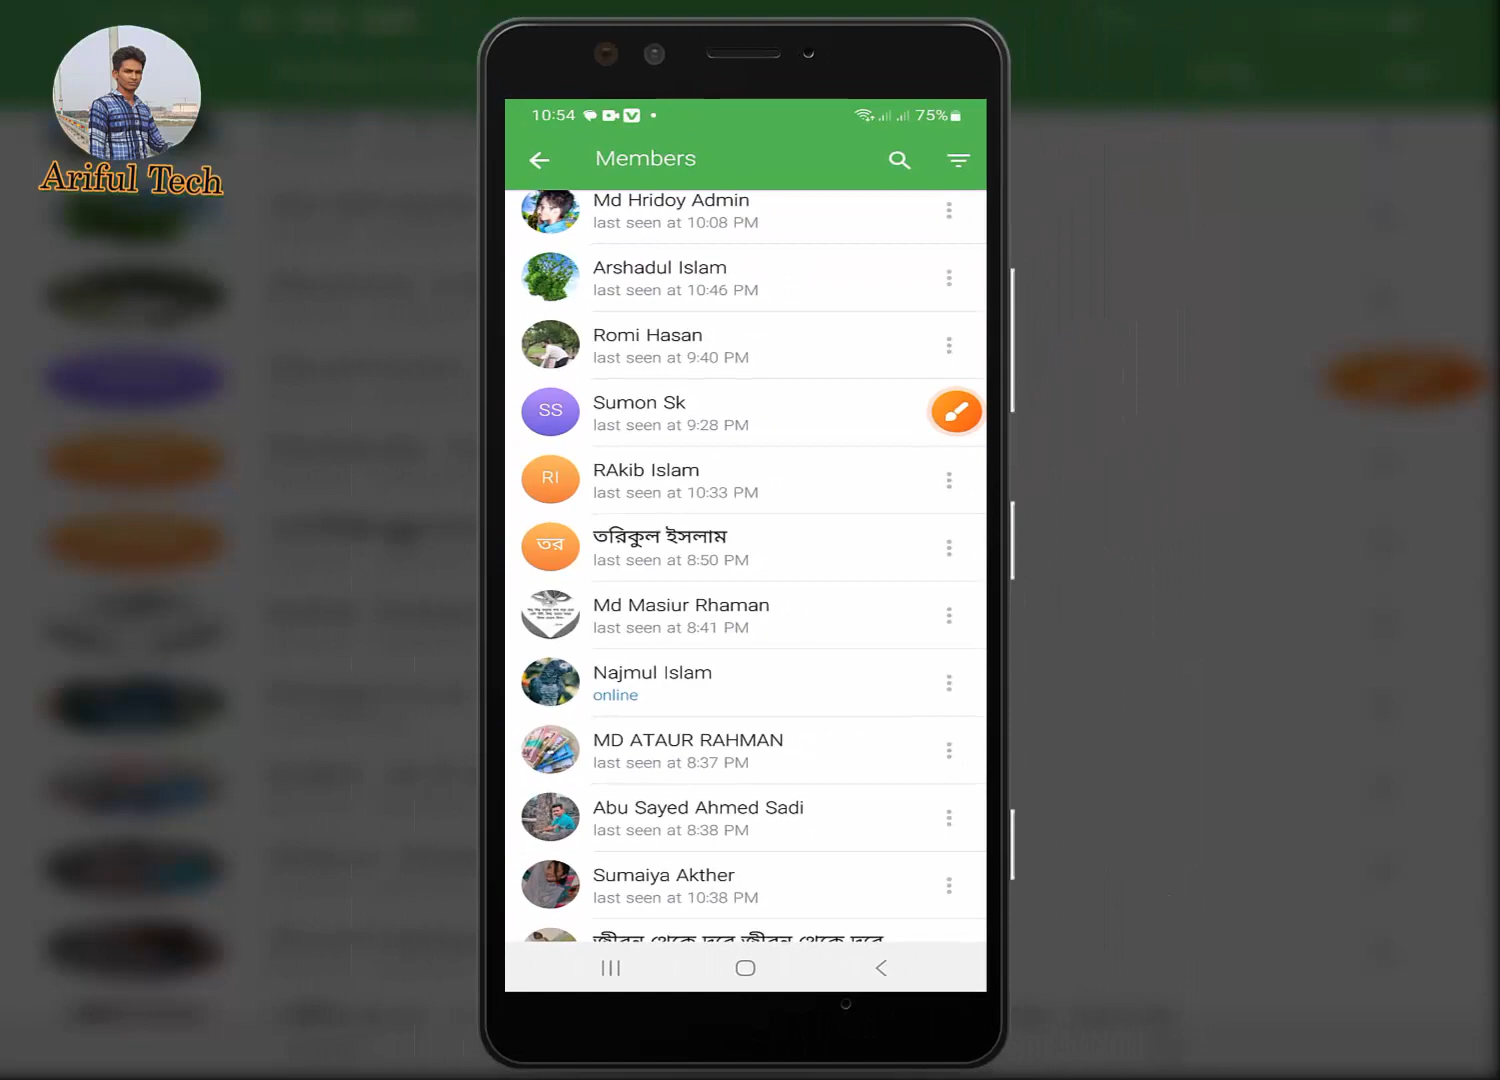 Ariful Tech
10:54
75%
Members
Md Hridoy Admin
last seen at 10:08 PM
Arshadul Islam
last seen at 10:46 PM
Romi Hasan
last seen at 9:40 PM
SS
Sumon Sk
last seen at 9:28 PM
RI
RAkib Islam
last seen at 10:33 PM
তর
তরিকুল ইসলাম
last seen at 8:50 PM
Md Masiur Rhaman
last seen at 8:41 PM
Najmul Islam
online
MD ATAUR RAHMAN
last seen at 8:37 PM
Abu Sayed Ahmed Sadi
last seen at 8:38 PM
Sumaiya Akther
last seen at 10:38 PM